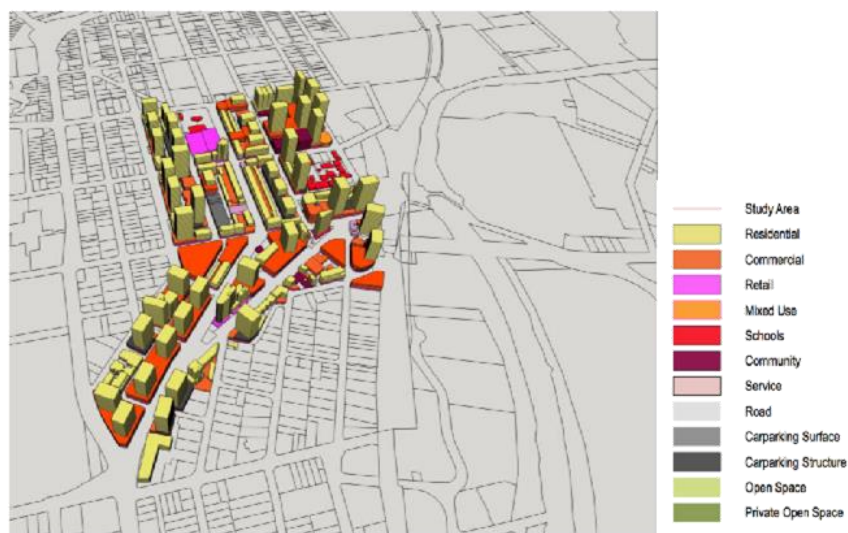 Study Area
Residential
Commercial
Retail
Mixed Use
Schools
Community
Service
Road
Carparking Surface
Carparking Structure
Open Space
Private Open Space